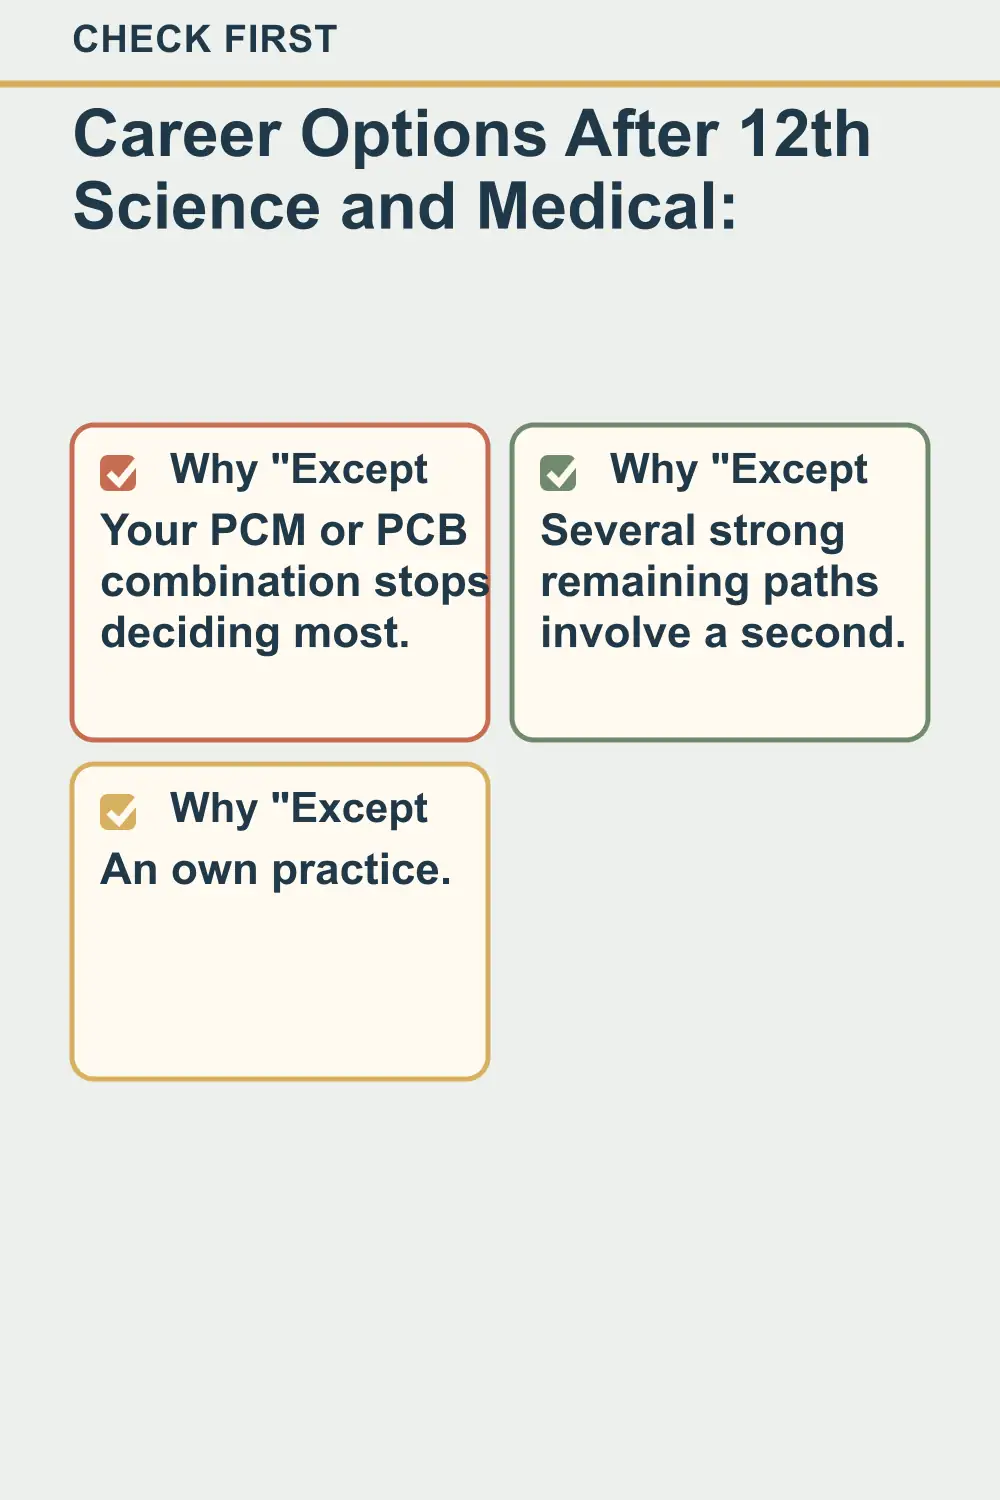 CHECK FIRST
Career Options After 12th
Science and Medical:
Why "Except
Your PCM or PCB
combination stops
deciding most.
Why "Except
Several strong
remaining paths
involve a second.
Why "Except
An own practice.